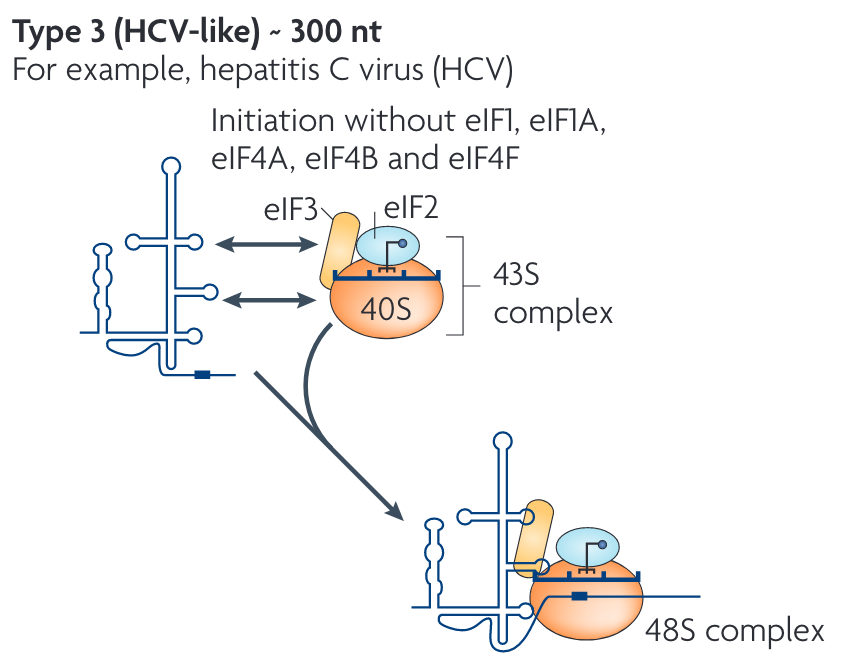 Type 3 (HCV-like) ~ 300 nt
For example, hepatitis C virus (HCV)
Initiation without eIF1, eIF1A,
eIF4A, eIF4B and eIF4F
eIF3
eIF2
40S
43S
complex
48S complex